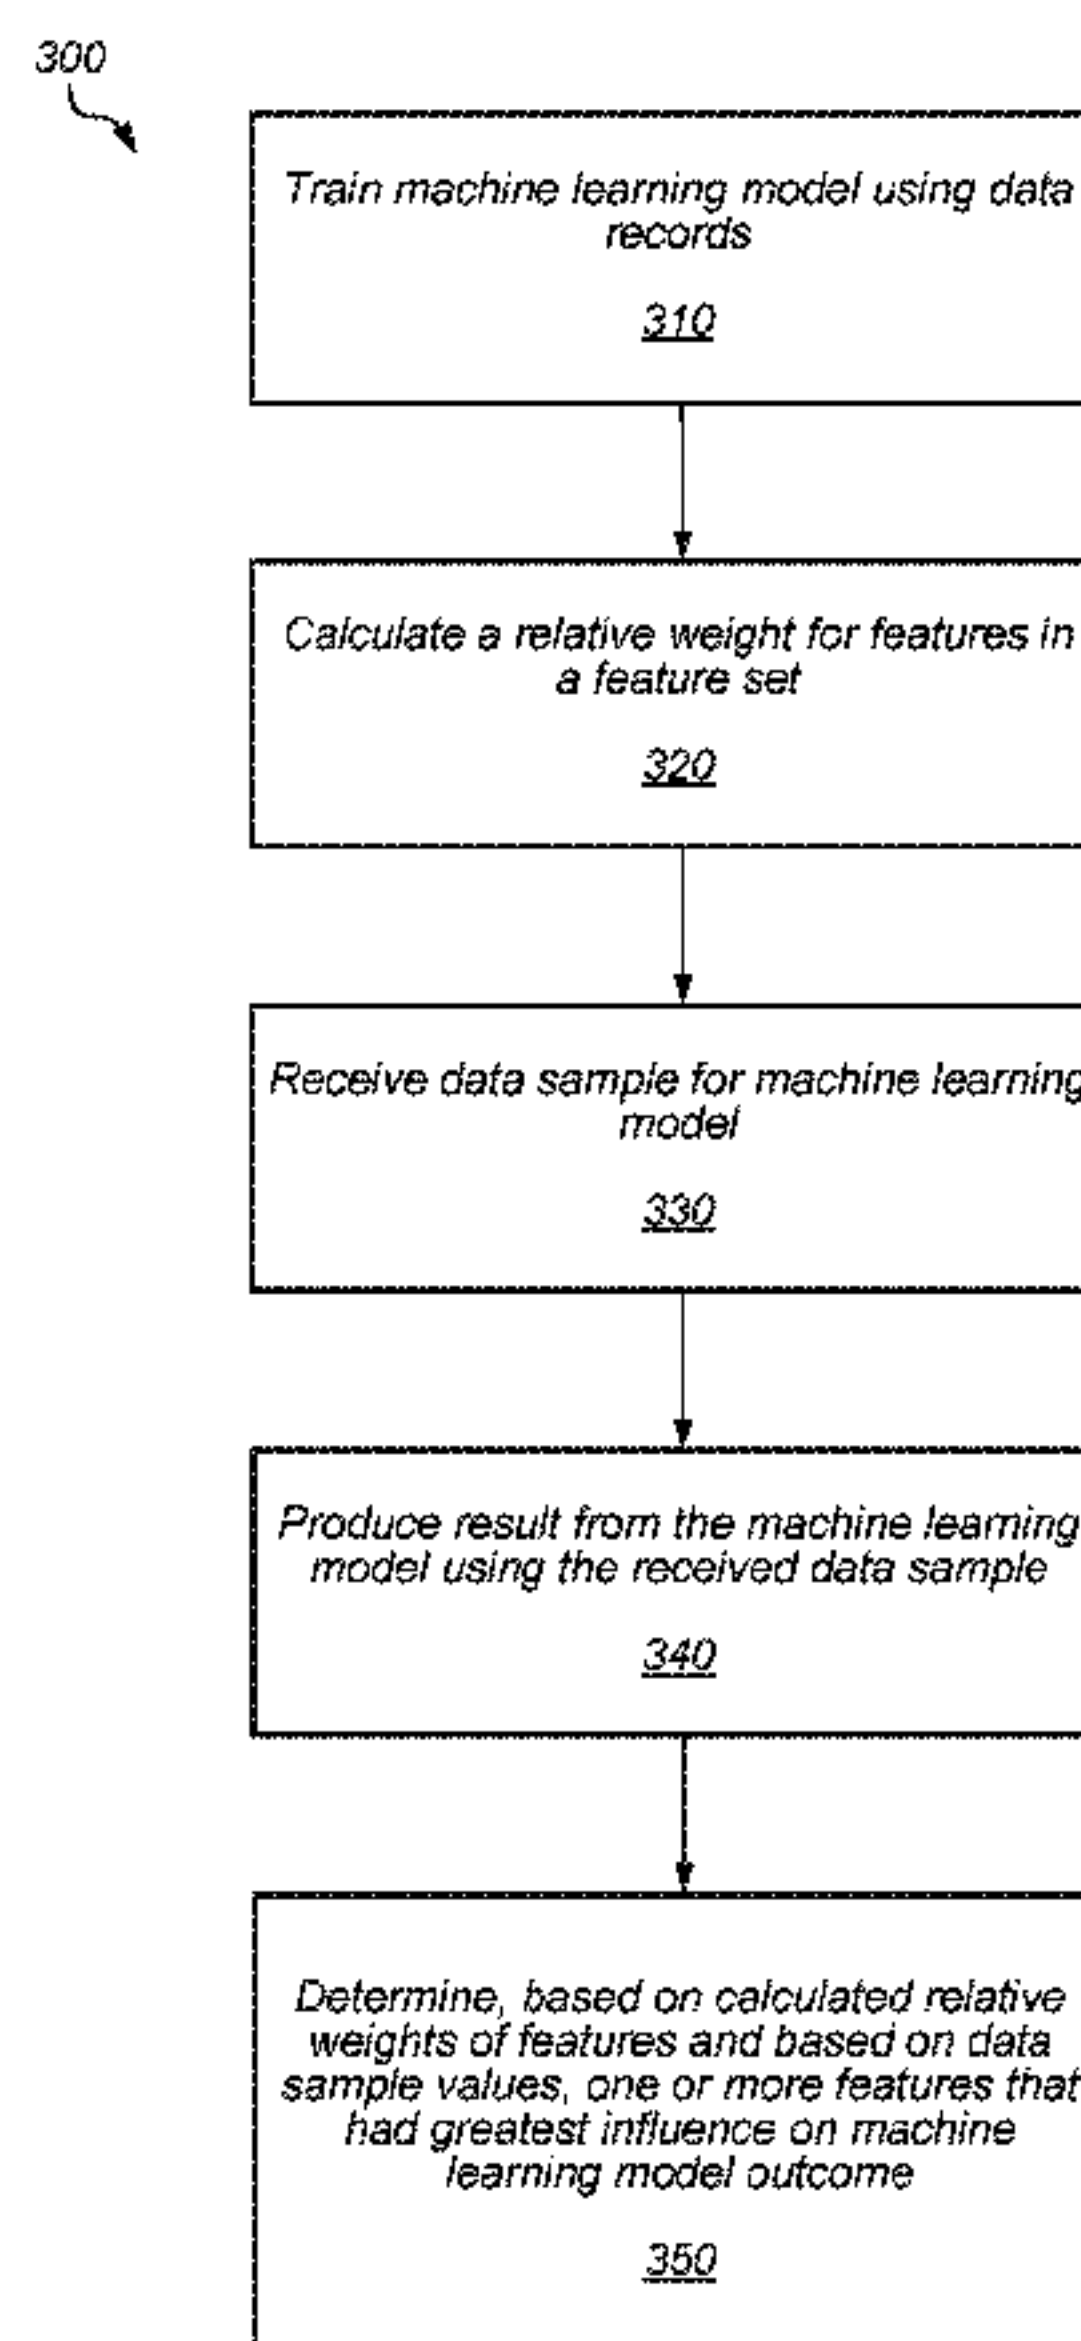 300
Train machine learning model using data
records
310
Calculate a relative weight for features in
a feature set
320
Receive data sample for machine learning
model
330
Produce result from the machine learning
model using the received data sample
340
Determine, based on calculated relative
weights of features and based on data
sample values, one or more features that
had greatest influence on machine
learning model outcome
350